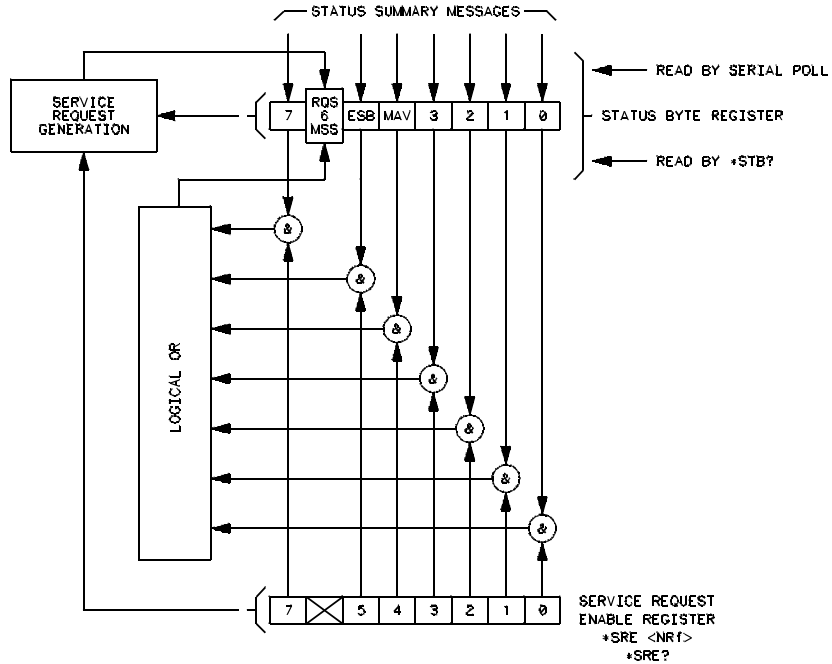 STATUS SUMMARY MESSAGES
READ BY SERIAL POLL
SERVICE
REQUEST
GENERATION
7
RQS
6
MSS
ESB
MAV
3
2
1
0
STATUS BYTE REGISTER
READ BY *STB?
&
&
&
&
&
&
&
LOGICAL OR
7
5
4
3
2
1
0
SERVICE REQUEST
ENABLE REGISTER
*SRE <NRf>
*SRE?